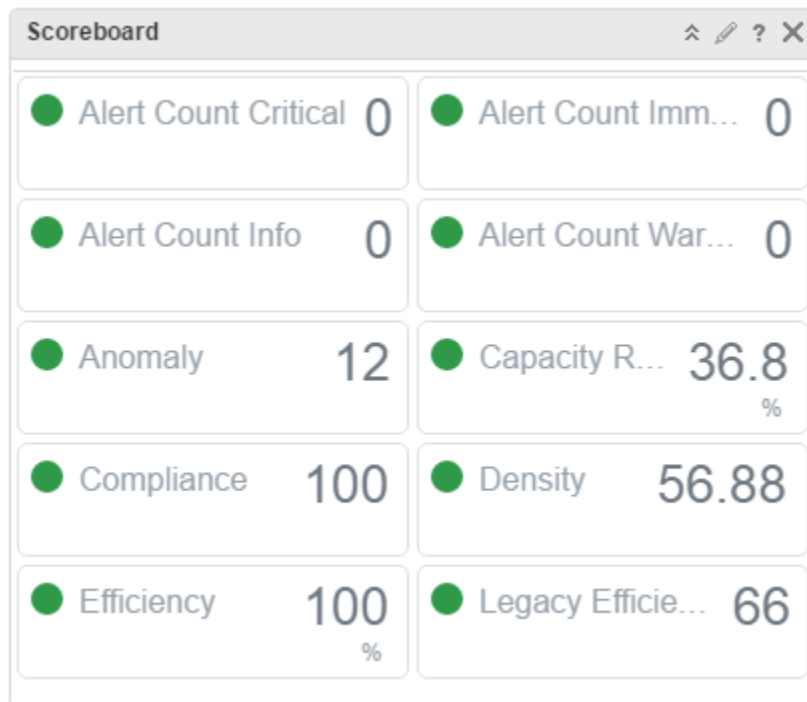 Scoreboard ?
Alert Count Critical 0
Alert Count Imm... 0
Alert Count Info 0
Alert Count War... 0
Anomaly 12
Capacity R... 36.8
%
Compliance 100
Density 56.88
Efficiency 100
%
Legacy Efficie... 66